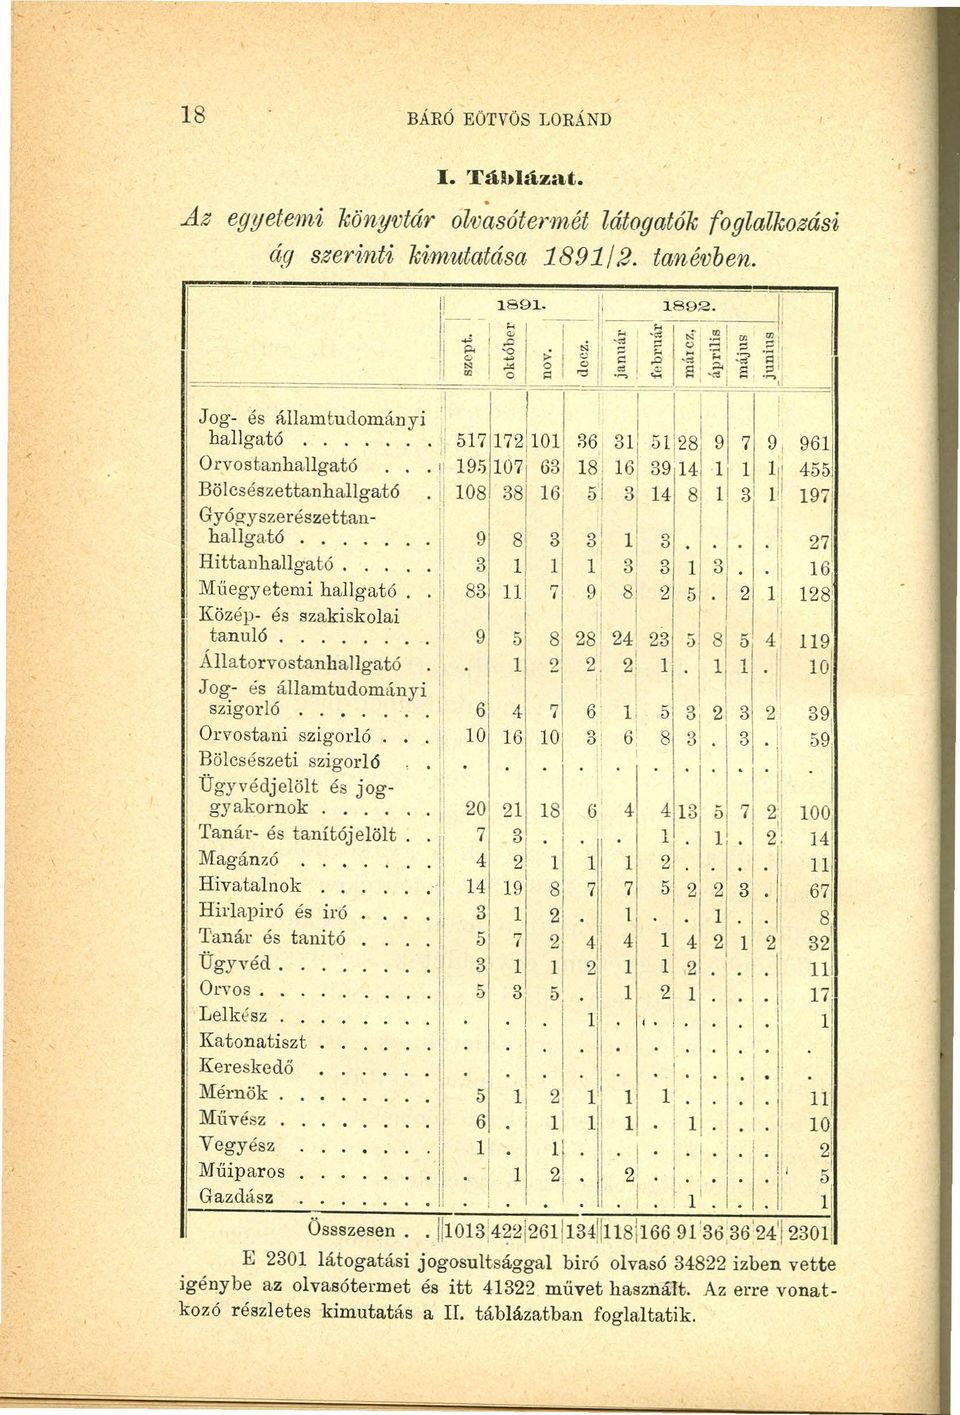 18 BÁRÓ EÖTVÖS LORÁND
I. Táblázat.
Az egyetemi könyvtár olvasótermét látogatók foglalkozási
ág szerinti kimutatása 1891/2. tanévben.
1891. 1892.
szept. október nov. decz. január február márcz, április május junius
Jog- és államtudományi
hallgató . . . . . . . 517 172 101 36 31 51 28 9 7 9 961
Orvostanhallgató . . . 195 107 63 18 16 39 14 1 1 1 455
Bölcsészettanhallgató . 108 38 16 5 3 14 8 1 3 1 197
Gyógyszerészettan-
hallgató . . . . . . . 9 8 3 3 1 3 . . . . 27
Hittanhallgató . . . . . 3 1 1 1 3 3 1 3 . . 16
Műegyetemi hallgató . . 83 11 7 9 8 2 5 . 2 1 128
Közép- és szakiskolai
tanuló . . . . . . . . 9 5 8 28 24 23 5 8 5 4 119
Állatorvostanhallgató . . 1 2 2 2 1 . 1 1 . 10
Jog- és államtudományi
szigorló . . . . . . . 6 4 7 6 1 5 3 2 3 2 39
Orvostani szigorló . . . 10 16 10 3 6 8 3 . 3 . 59
Bölcsészeti szigorló . . . . . . . . . . . . .
Ügyvédjelölt és jog-
gyakornok . . . . . . 20 21 18 6 4 4 13 5 7 2 100
Tanár- és tanítójelölt . . 7 3 . . . 1 . 1 . 2 14
Magánzó . . . . . . . 4 2 1 1 1 2 . . . . 11
Hivatalnok . . . . . . 14 19 8 7 7 5 2 2 3 . 67
Hirlapiró és iró . . . . 3 1 2 . 1 . . 1 . . 8
Tanár és tanitó . . . . 5 7 2 4 4 1 4 2 1 2 32
Ügyvéd . . . . . . . . 3 1 1 2 1 1 2 . . . 11
Orvos . . . . . . . . . 5 3 5 . 1 2 1 . . . 17
Lelkész . . . . . . . . . . . 1 . . . . . . 1
Katonatiszt . . . . . . . . . . . . . . . . .
Kereskedő . . . . . . . . . . . . . . . . .
Mérnök . . . . . . . . 5 1 2 1 1 1 . . . . 11
Művész . . . . . . . . 6 . 1 1 1 . 1 . . . 10
Vegyész . . . . . . . 1 . 1 . . . . . . . 2
Műiparos . . . . . . . . 1 2 . 2 . . . . . 5
Gazdász . . . . . . . . . . . . . 1 . . . 1
Össszesen . . 1013 422 261 134 118 166 91 36 36 24 2301
E 2301 látogatási jogosultsággal biró olvasó 34822 izben vette
igénybe az olvasótermet és itt 41322 művet használt. Az erre vonat-
kozó részletes kimutatás a II. táblázatban foglaltatik.